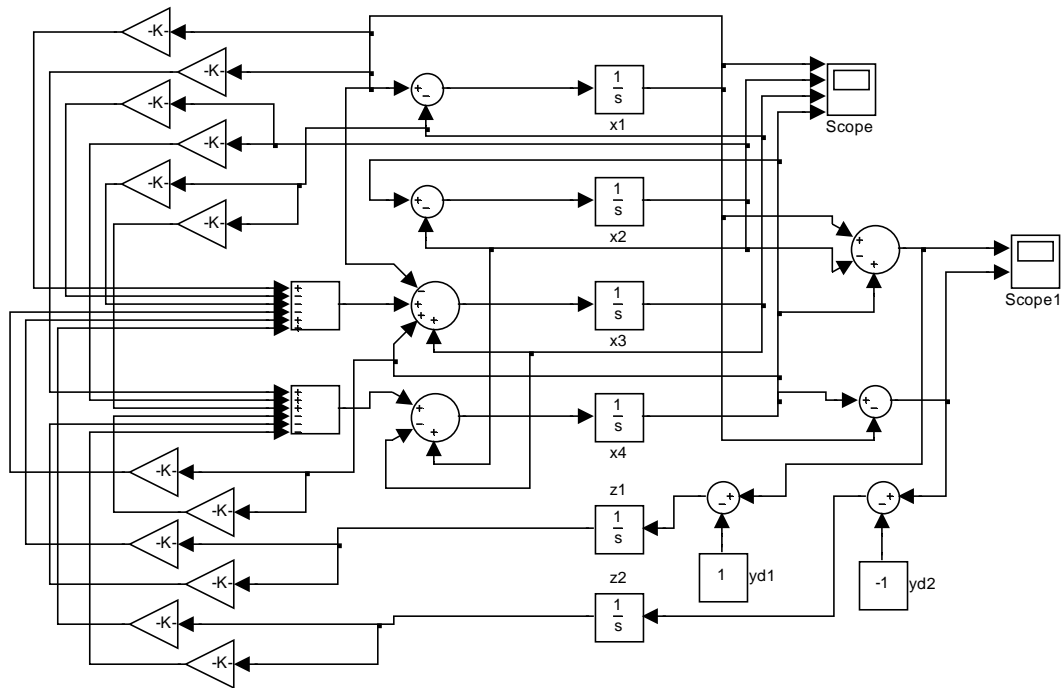 -K-
-K-
-K-
-K-
-K-
-K-
1
s
x1
1
s
x2
1
s
x3
1
s
x4
Scope
Scope1
+
-
+
-
-
+
+
+
+
-
+
+
-
+
+
-
+
-
+
-
-
-
+
+
+
+
+
+
-
-
-
-K-
-K-
-K-
-K-
-K-
-K-
z1
1
s
z2
1
s
-
+
-
+
1
yd1
-1
yd2